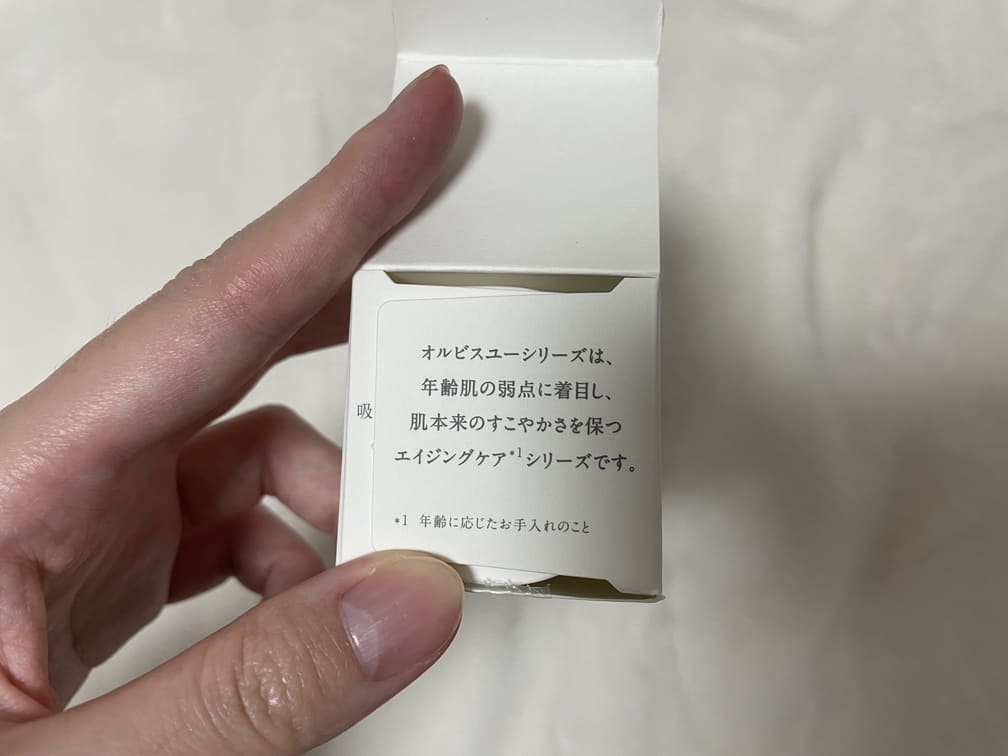 オルビスユーシリーズは、
年齢肌の弱点に着目し、
肌本来のすこやかさを保つ
エイジングケア*1シリーズです。
*1 年齢に応じたお手入れのこと
吸